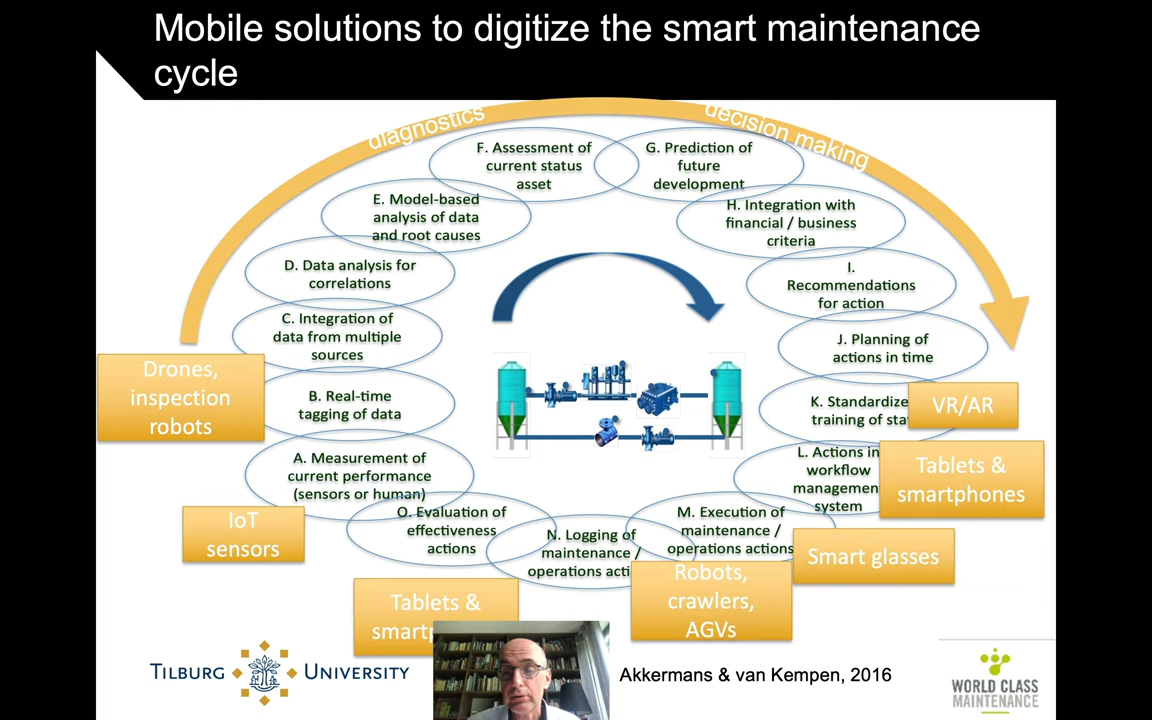 Mobile solutions to digitize the smart maintenance
cycle
diagnostics
decision making
F. Assessment of
current status
asset
G. Prediction of
future
development
E. Model-based
analysis of data
and root causes
H. Integration with
financial / business
criteria
D. Data analysis for
correlations
I.
Recommendations
for action
C. Integration of
data from multiple
sources
J. Planning of
actions in time
Drones,
inspection
robots
B. Real-time
tagging of data
K. Standardize
training of
VR/AR
A. Measurement of
current performance
(sensors or human)
L. Actions in
workflow
management
system
Tablets &
smartphones
IoT
sensors
O. Evaluation of
effectiveness
actions
N. Logging of
maintenance /
operations
M. Execution of
maintenance /
operations actions
Smart glasses
Robots,
crawlers,
AGVs
Tablets &
TILBURG UNIVERSITY
Akkermans & van Kempen, 2016
WORLD CLASS
MAINTENANCE